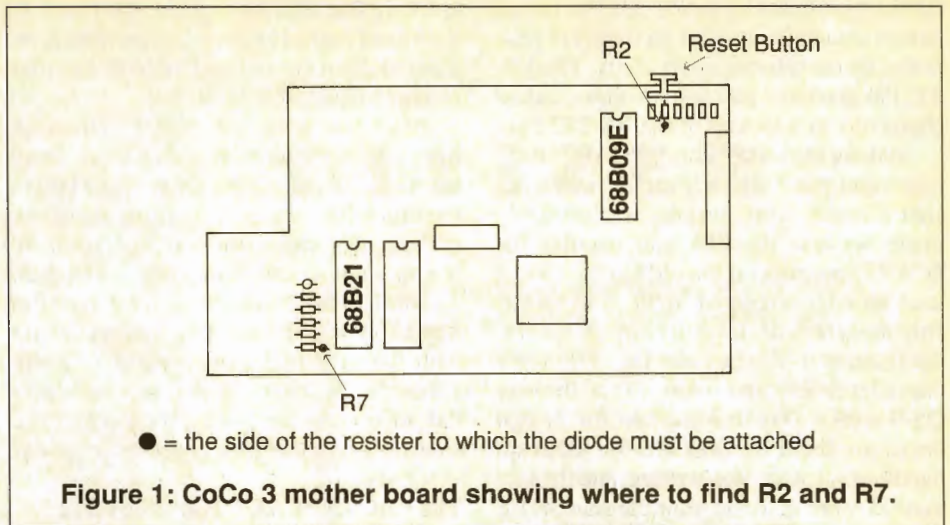 R2
Reset Button
68B09E
68B21
R7
● = the side of the resister to which the diode must be attached
Figure 1: CoCo 3 mother board showing where to find R2 and R7.